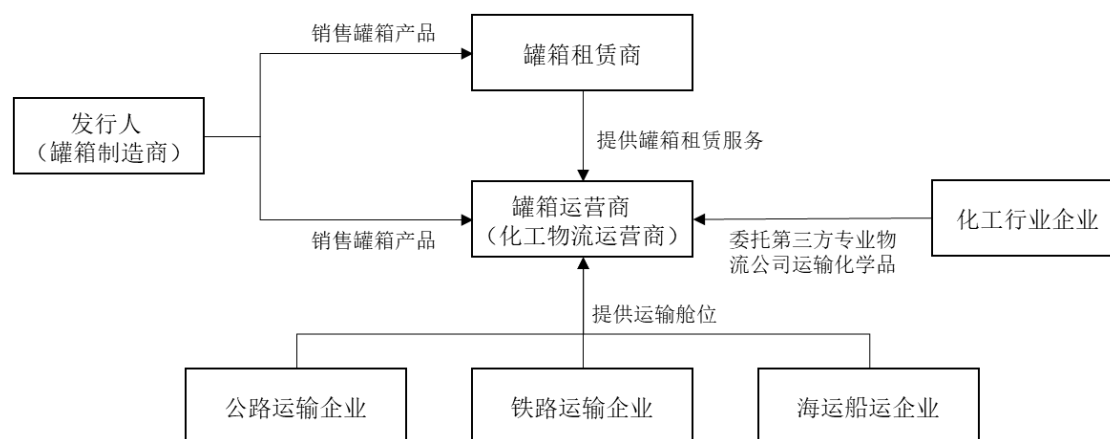 销售罐箱产品
罐箱租赁商
发行人
（罐箱制造商）
提供罐箱租赁服务
罐箱运营商
（化工物流运营商）
化工行业企业
销售罐箱产品
委托第三方专业物
流公司运输化学品
提供运输舱位
公路运输企业
铁路运输企业
海运船运企业